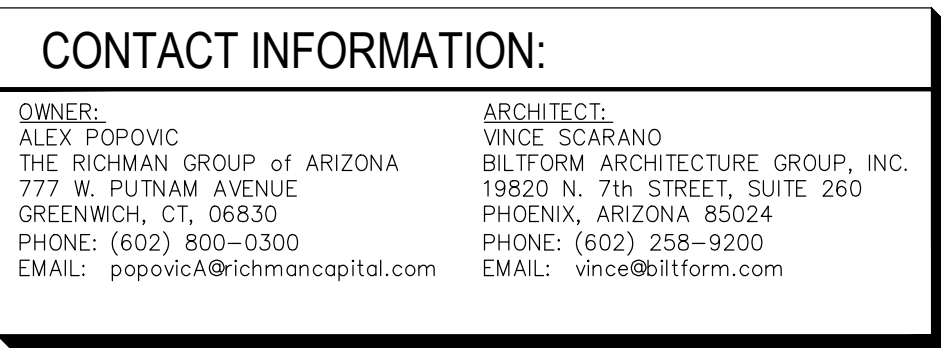 CONTACT INFORMATION:
OWNER:
ALEX POPOVIC
THE RICHMAN GROUP of ARIZONA
777 W. PUTNAM AVENUE
GREENWICH, CT, 06830
PHONE: (602) 800-0300
EMAIL: popovicA@richmancapital.com
ARCHITECT:
VINCE SCARANO
BILTFORM ARCHITECTURE GROUP, INC.
19820 N. 7th STREET, SUITE 260
PHOENIX, ARIZONA 85024
PHONE: (602) 258-9200
EMAIL: vince@biltform.com